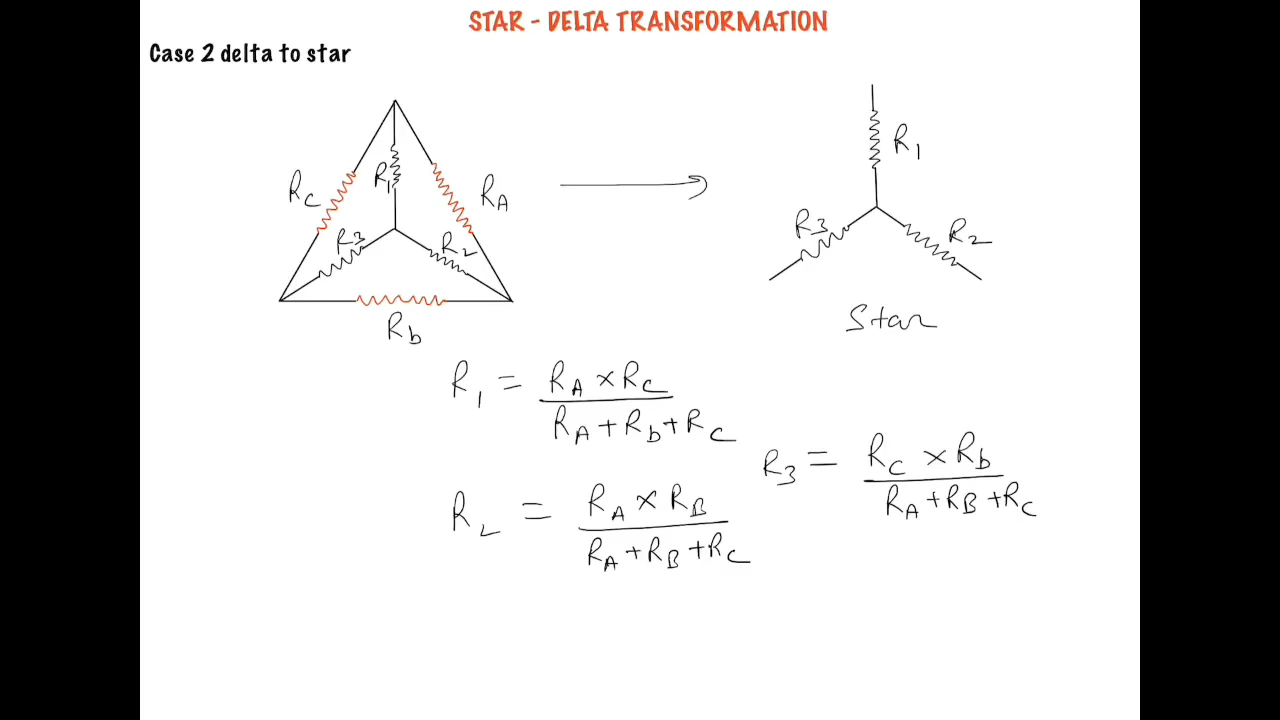 STAR - DELTA TRANSFORMATION
Case 2 delta to star
RC
R1
RA
R3
R2
Rb
R1
R3
R2
Star
R1 = RA × RC / RA + Rb + RC
R3 = RC × Rb / RA + RB + RC
R2 = RA × RB / RA + RB + RC